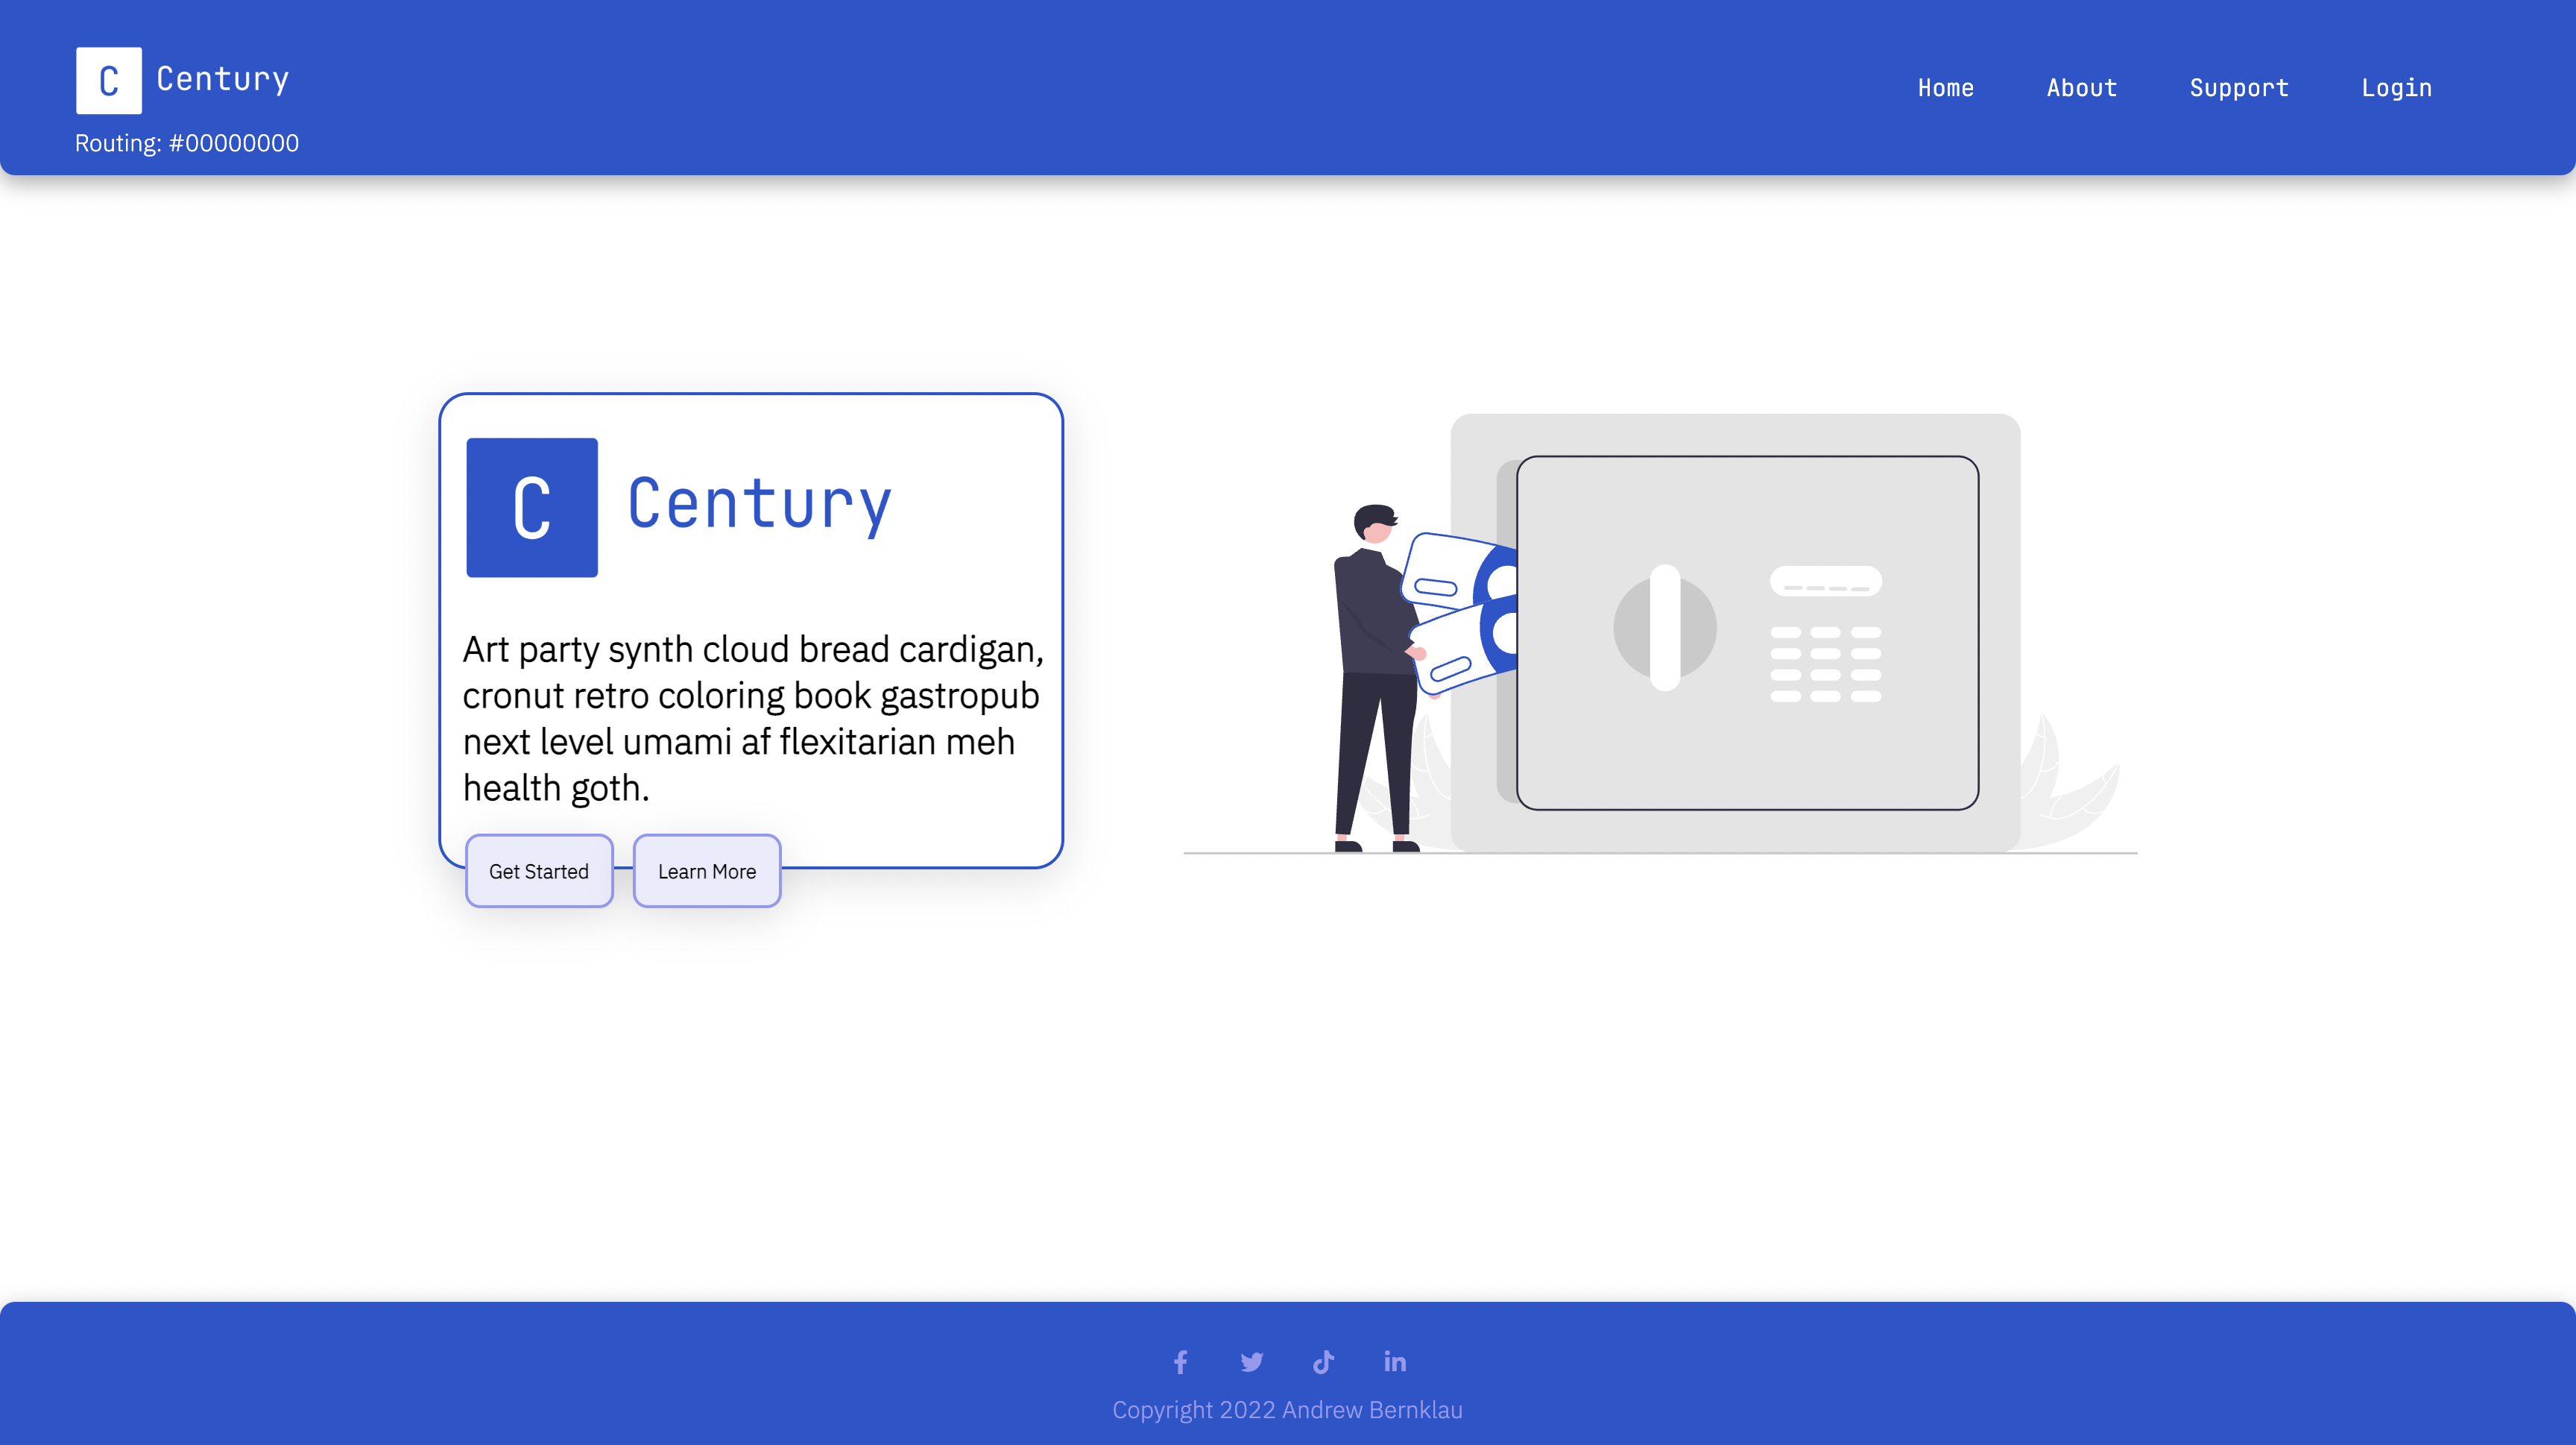 C Century
Routing: #00000000
Home About Support Login
C Century
Art party synth cloud bread cardigan,
cronut retro coloring book gastropub
next level umami af flexitarian meh
health goth.
Get Started Learn More
Copyright 2022 Andrew Bernklau